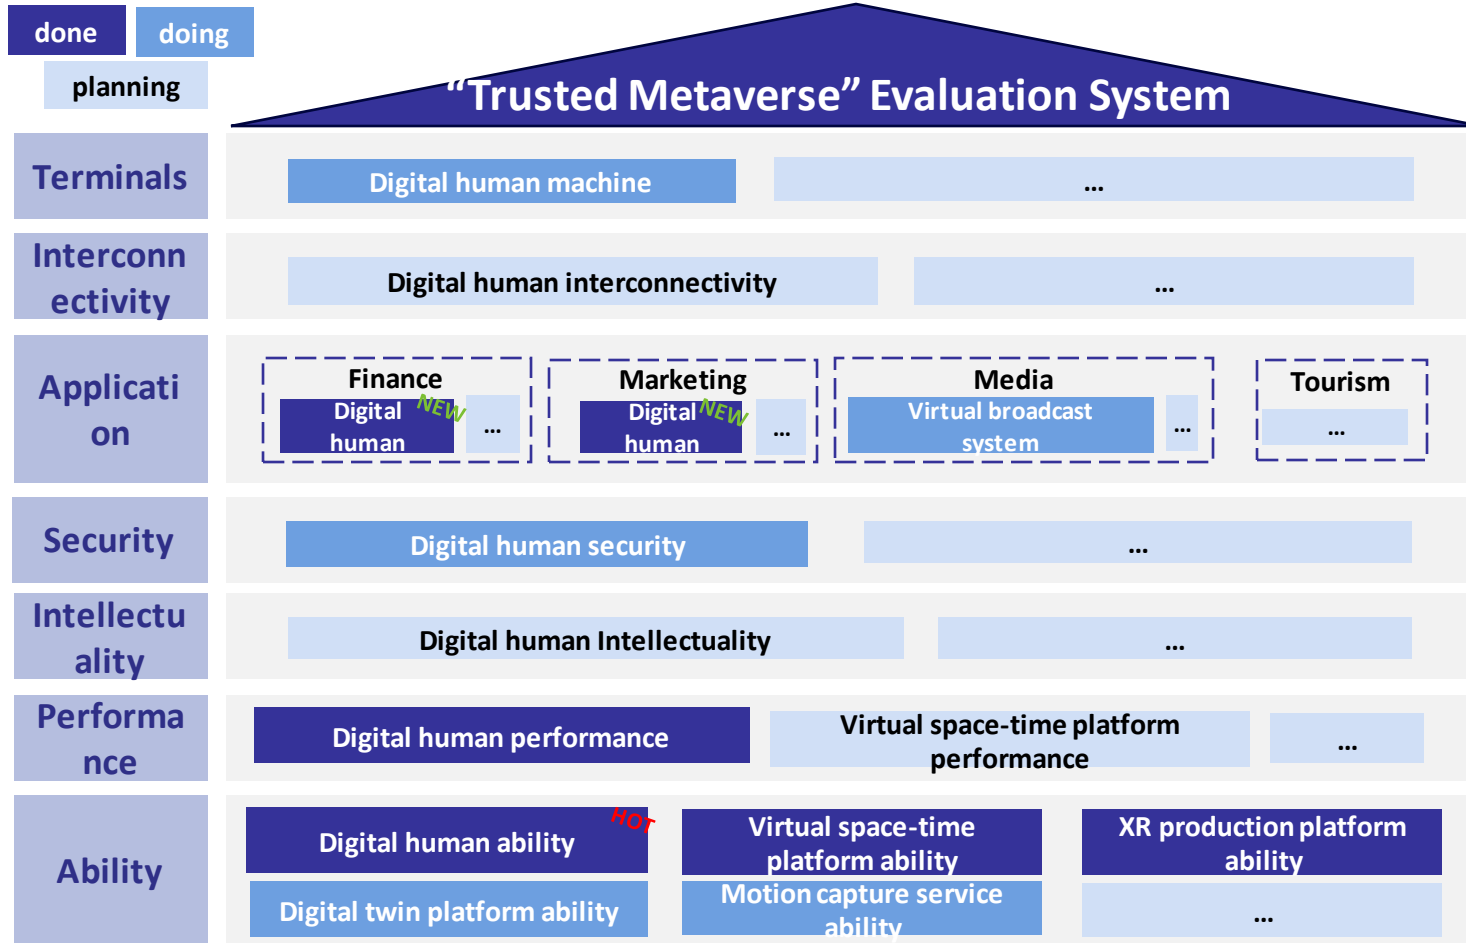 done
doing
planning
“Trusted Metaverse” Evaluation System
Terminals
Digital human machine
...
Interconn
ectivity
Digital human interconnectivity
...
Applicati
on
Finance
Digital
human
NEW
...
Marketing
Digital
human
NEW
...
Media
Virtual broadcast
system
...
Tourism
...
Security
Digital human security
...
Intellectu
ality
Digital human Intellectuality
...
Performa
nce
Digital human performance
Virtual space-time platform
performance
...
Ability
Digital human ability
HOT
Virtual space-time
platform ability
XR production platform
ability
Digital twin platform ability
Motion capture service
ability
...